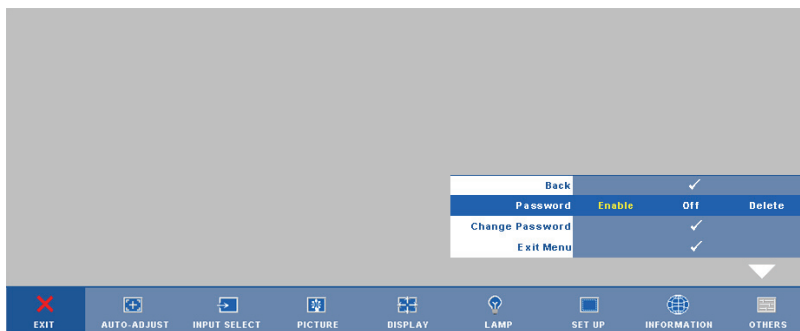 Back
Password Enable Off Delete
Change Password
Exit Menu
EXIT AUTO-ADJUST INPUT SELECT PICTURE DISPLAY LAMP SET UP INFORMATION OTHERS